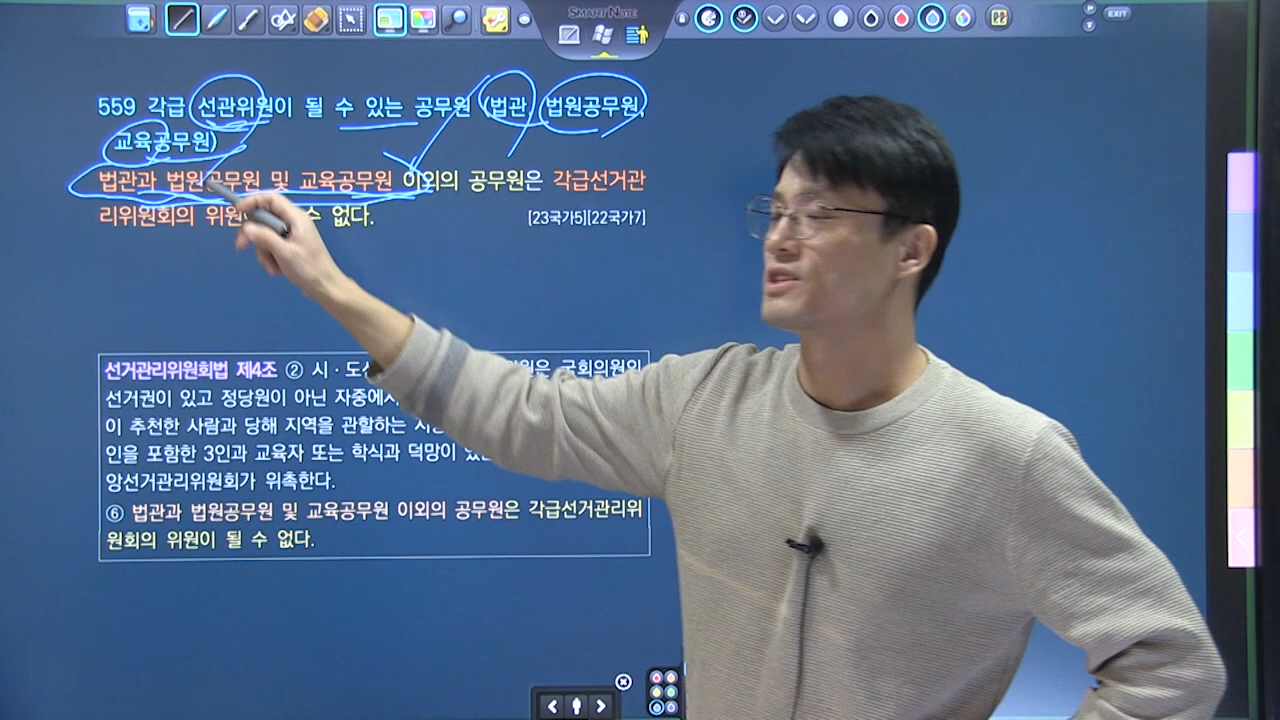 SMART NOTE
EXIT
559 각급 선관위원이 될 수 있는 공무원 (법관, 법원공무원,
교육공무원)
법관과 법원공무원 및 교육공무원 이외의 공무원은 각급선거관
리위원회의 위원 수 없다.
[23국가5][22국가7]
선거관리위원회법 제4조 ② 시·도선 국회의원의
선거권이 있고 정당원이 아닌 자중에서
이 추천한 사람과 당해 지역을 관할하는
인을 포함한 3인과 교육자 또는 학식과 덕망이
앙선거관리위원회가 위촉한다.
⑥ 법관과 법원공무원 및 교육공무원 이외의 공무원은 각급선거관리위
원회의 위원이 될 수 없다.